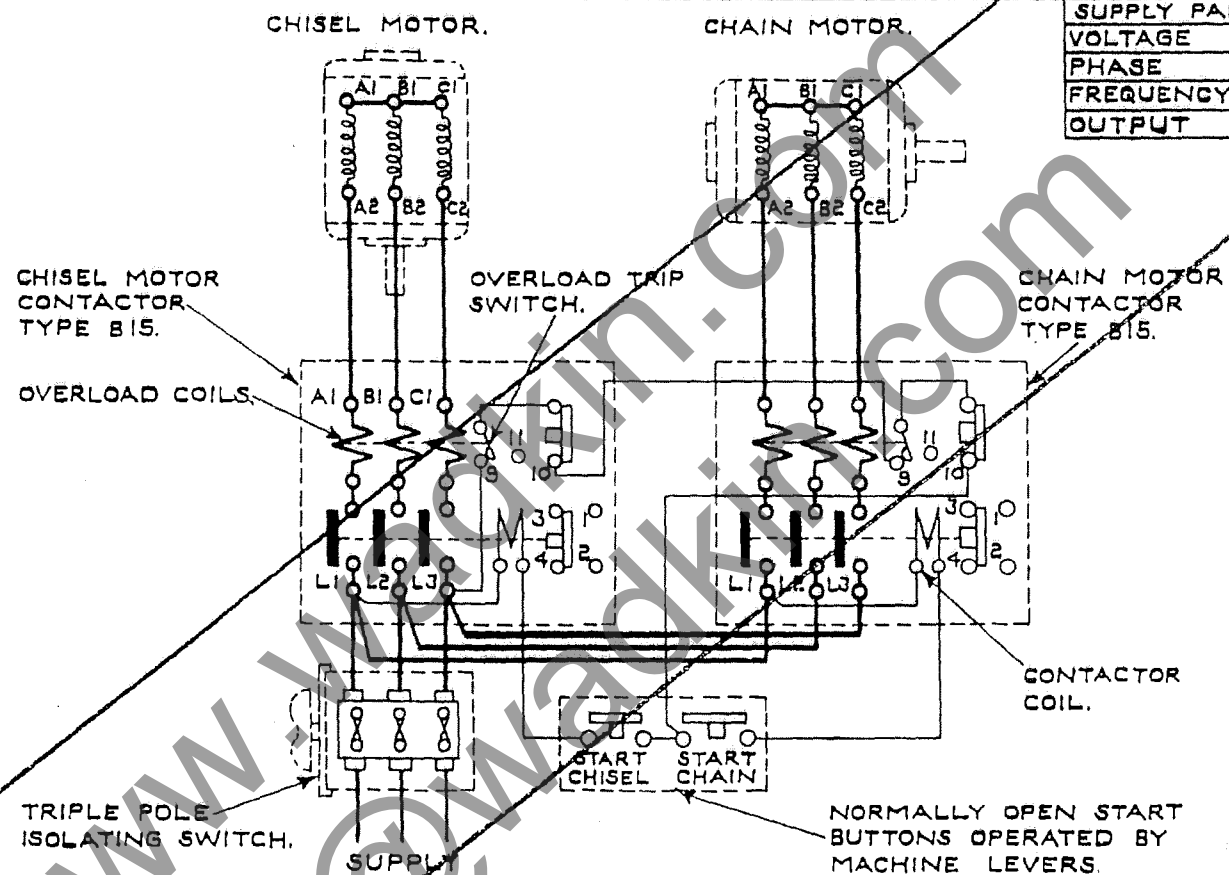 CHISEL MOTOR.
CHAIN MOTOR.
SUPPLY PA
VOLTAGE
PHASE
FREQUENCY
OUTPUT
A1 B1 C1
A2 B2 C2
A1 B1 C1
A2 B2 C2
CHISEL MOTOR
CONTACTOR
TYPE B15.
OVERLOAD TRIP
SWITCH.
CHAIN MOTOR
CONTACTOR
TYPE B15.
OVERLOAD COILS.
A1 B1 C1
9 11 10
9 11 10
3 1
4 2
3 1
4 2
L1 L2 L3
L1 L2 L3
CONTACTOR
COIL.
START
CHISEL
START
CHAIN
TRIPLE POLE
ISOLATING SWITCH.
SUPPLY
NORMALLY OPEN START
BUTTONS OPERATED BY
MACHINE LEVERS.
www.wadkin.com
@wadkin.com